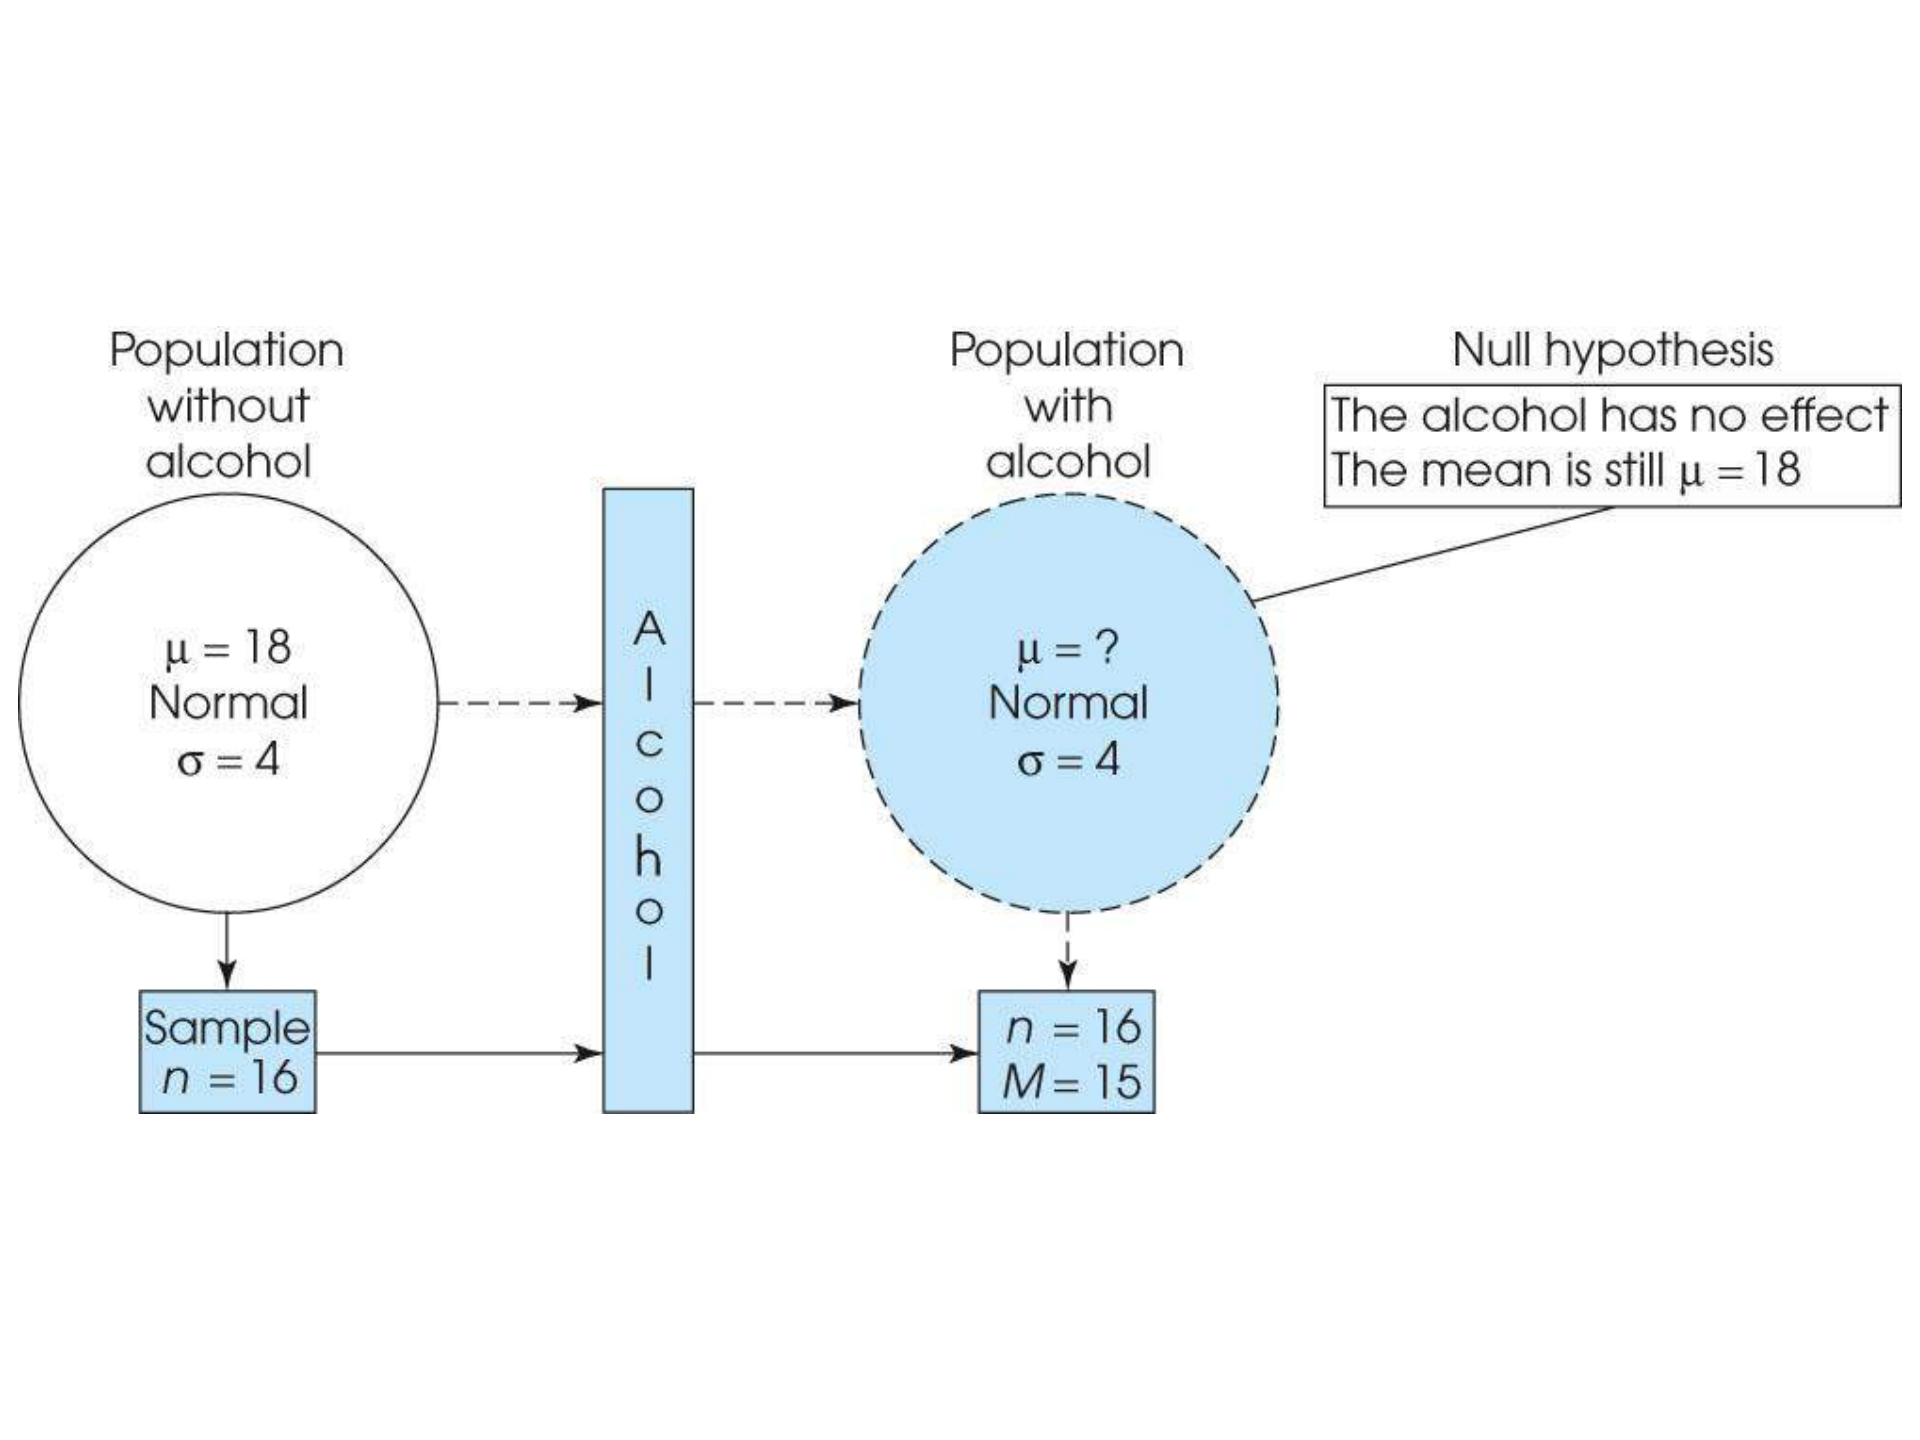 Population
without
alcohol
μ = 18
Normal
σ = 4
Sample
n = 16
Alcohol
Population
with
alcohol
μ = ?
Normal
σ = 4
n = 16
M = 15
Null hypothesis
The alcohol has no effect
The mean is still μ = 18